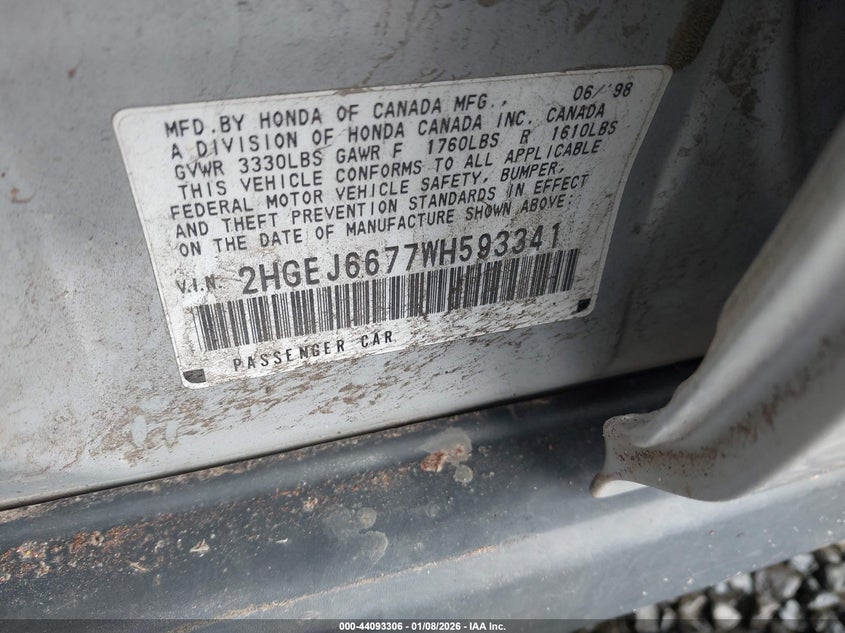 06/ '98
MFD.BY HONDA OF CANADA MFG.,
A DIVISION OF HONDA CANADA INC. CANADA
GVWR 3330LBS GAWR F 1760LBS R 1610LBS
THIS VEHICLE CONFORMS TO ALL APPLICABLE
FEDERAL MOTOR VEHICLE SAFETY, BUMPER,
AND THEFT PREVENTION STANDARDS IN EFFECT
ON THE DATE OF MANUFACTURE SHOWN ABOVE:
V.I.N. 2HGEJ6677WH593341
PASSENGER CAR
000-44093306 - 01/08/2026 - IAA Inc.